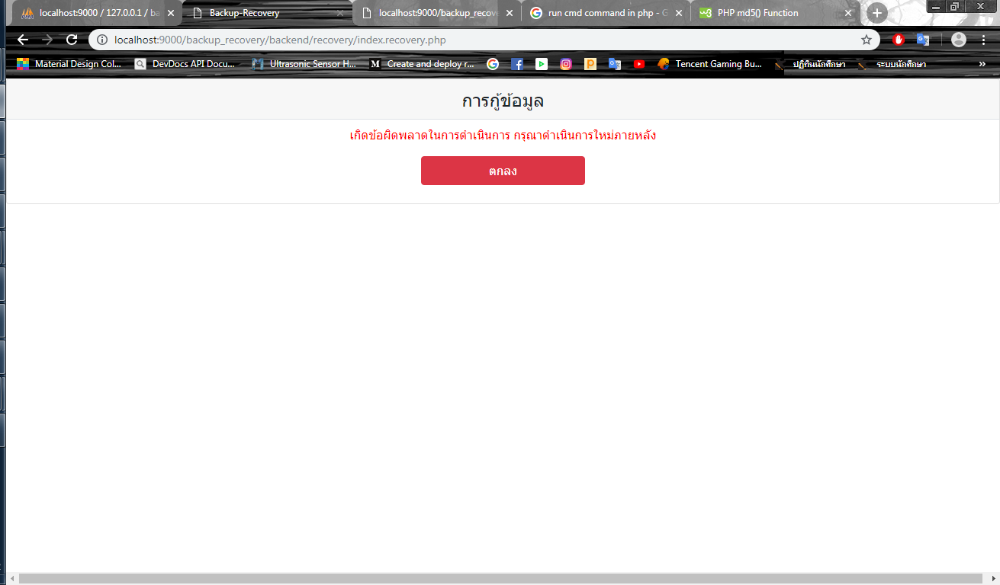 localhost:9000 / 127.0.0.1 / ba Backup-Recovery localhost:9000/backup_recove run cmd command in php - G PHP md5() Function
localhost:9000/backup_recovery/backend/recovery/index.recovery.php
Material Design Col... DevDocs API Docu... Ultrasonic Sensor H... Create and deploy r... Tencent Gaming Bu... ปฏิทินนักศึกษา ระบบนักศึกษา »
การกู้ข้อมูล
เกิดข้อผิดพลาดในการดำเนินการ กรุณาดำเนินการใหม่ภายหลัง
ตกลง